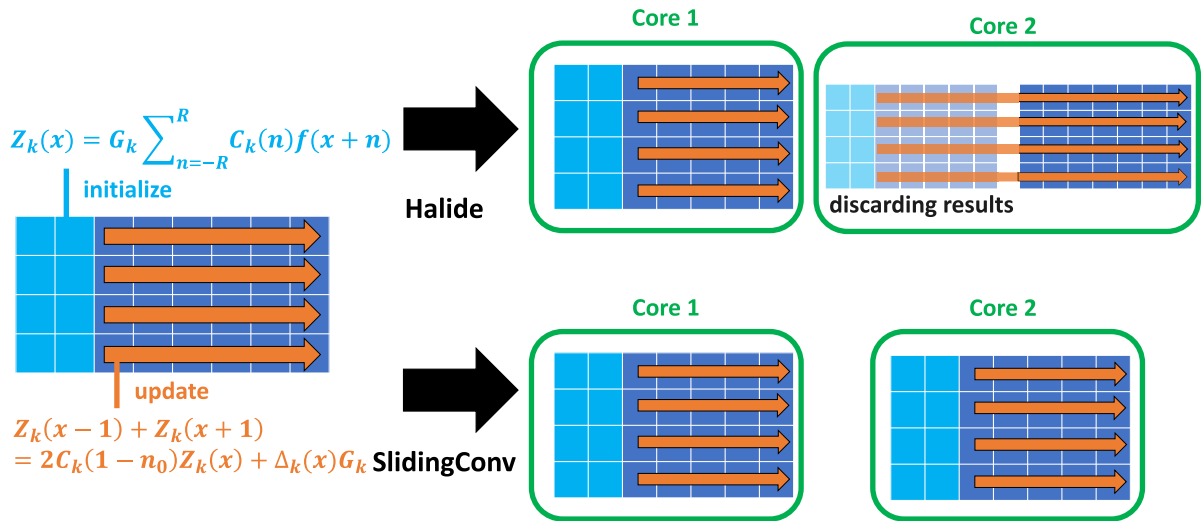 Core 1
Core 2
Z_k(x) = G_k ∑_{n=-R}^{R} C_k(n)f(x + n)
initialize
Halide
discarding results
Core 1
Core 2
update
Z_k(x − 1) + Z_k(x + 1)
= 2C_k(1 − n_0)Z_k(x) + Δ_k(x)G_k
SlidingConv